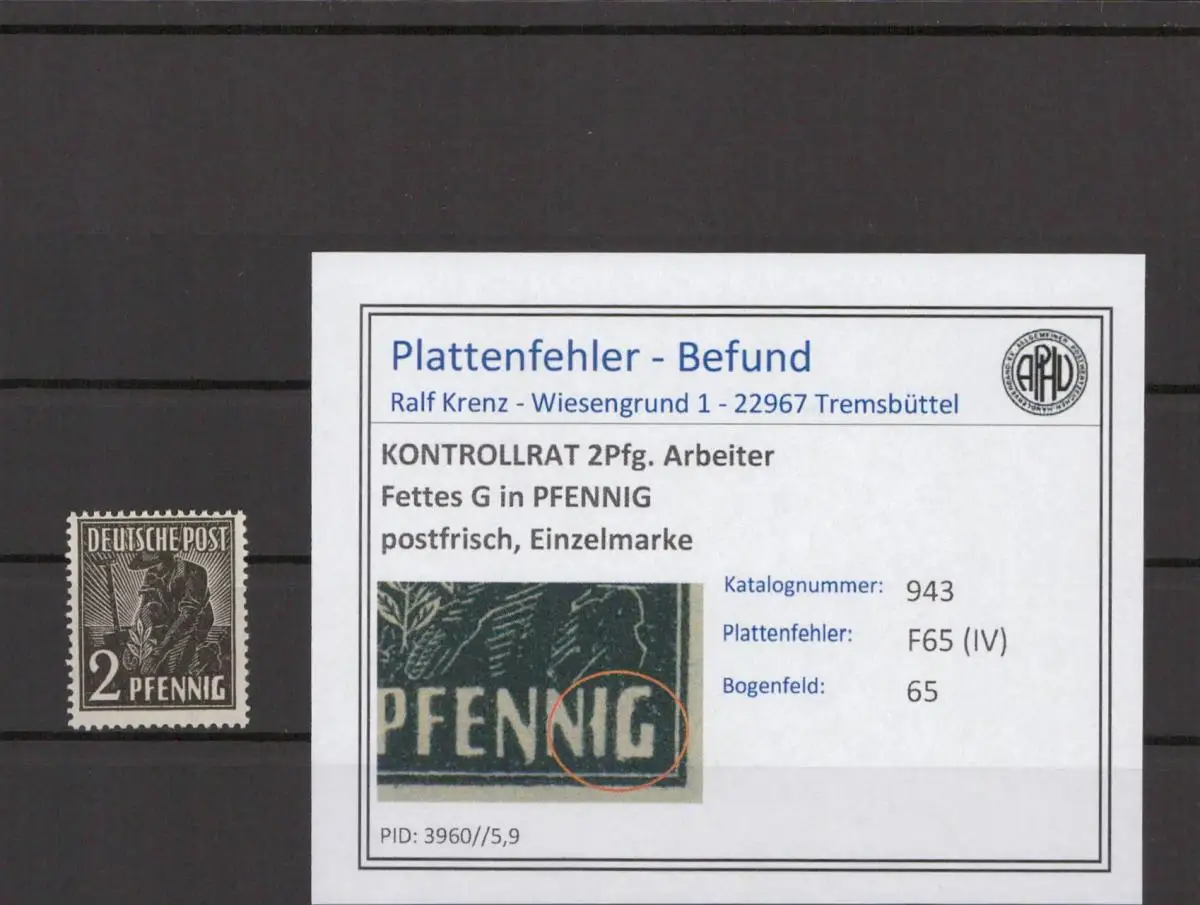 DEUTSCHE POST
2 PFENNIG
Plattenfehler - Befund
Ralf Krenz - Wiesengrund 1 - 22967 Tremsbüttel
APHV
KONTROLLRAT 2Pfg. Arbeiter
Fettes G in PFENNIG
postfrisch, Einzelmarke
PFENNIG
Katalognummer: 943
Plattenfehler: F65 (IV)
Bogenfeld: 65
PID: 3960//5,9